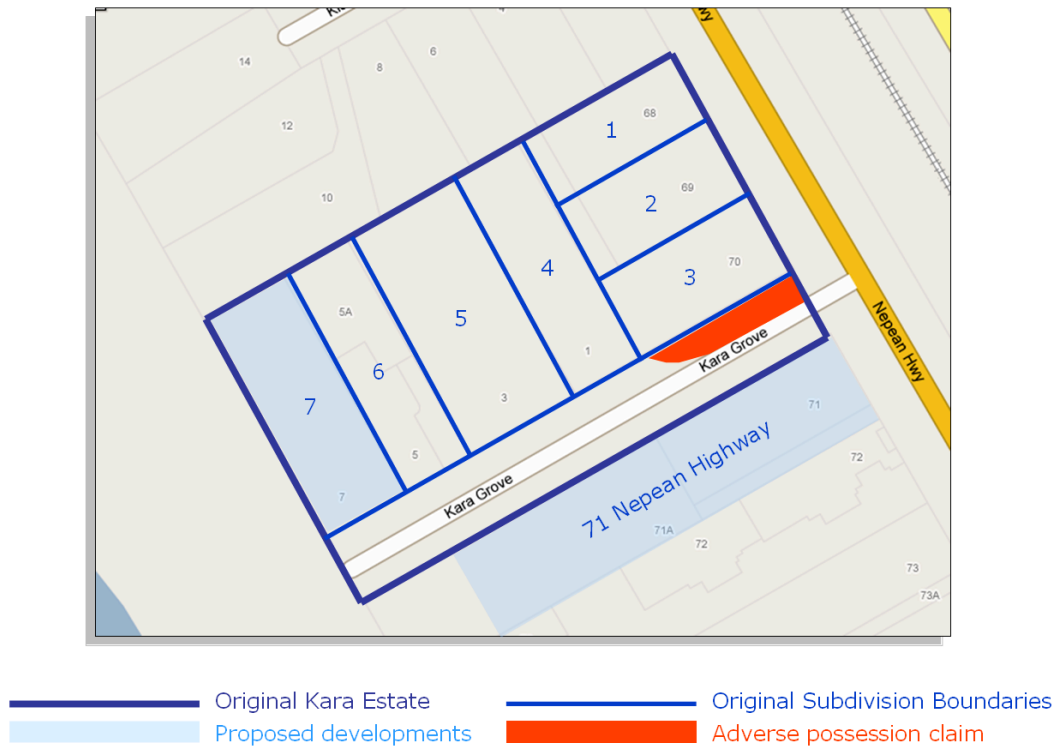 14
12
10
8
6
68
1
69
2
70
3
4
5A
5
6
7
1
3
5
7
Kara Grove
Kara Grove
Nepean Hwy
71 Nepean Highway
71
71A
72
72
73
73A
Original Kara Estate
Original Subdivision Boundaries
Proposed developments
Adverse possession claim